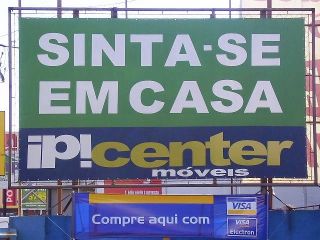 SINTA-SE
EM CASA
ip!center
móveis
Compre aqui com
VISA
VISA
Electron